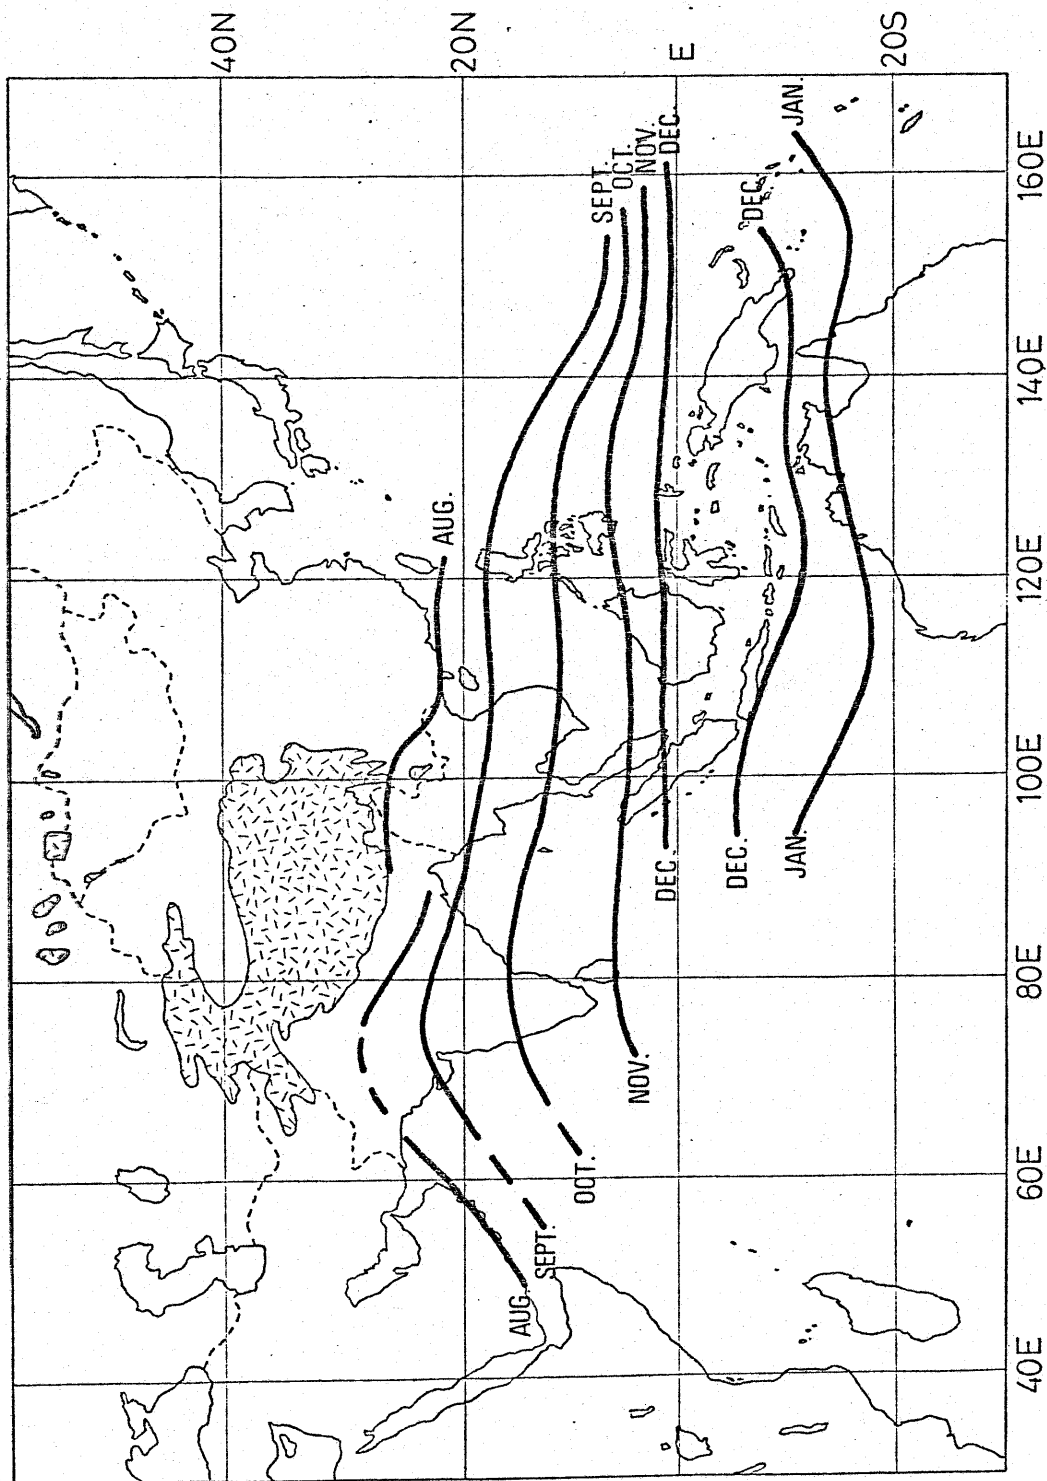 40N
20N
E
20S
40E
60E
80E
100E
120E
140E
160E
AUG.
AUG.
SEPT.
SEPT.
OCT.
OCT.
NOV.
NOV.
DEC.
DEC.
DEC.
DEC.
JAN.
JAN.